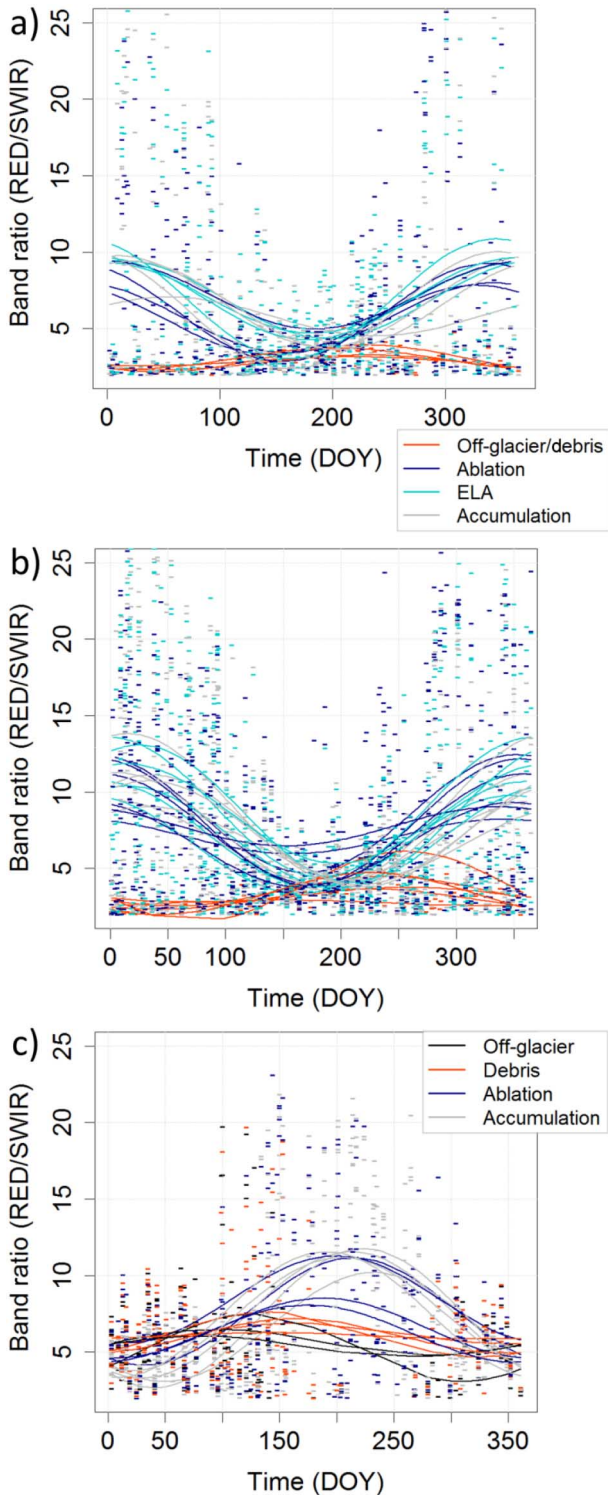 a)
25
20
15
10
5
Band ratio (RED/SWIR)
0 100 200 300
Time (DOY)
Off-glacier/debris
Ablation
ELA
Accumulation
b)
25
20
15
10
5
Band ratio (RED/SWIR)
0 50 100 200 300
Time (DOY)
c)
Off-glacier
Debris
Ablation
Accumulation
25
20
15
10
5
Band ratio (RED/SWIR)
0 50 150 250 350
Time (DOY)